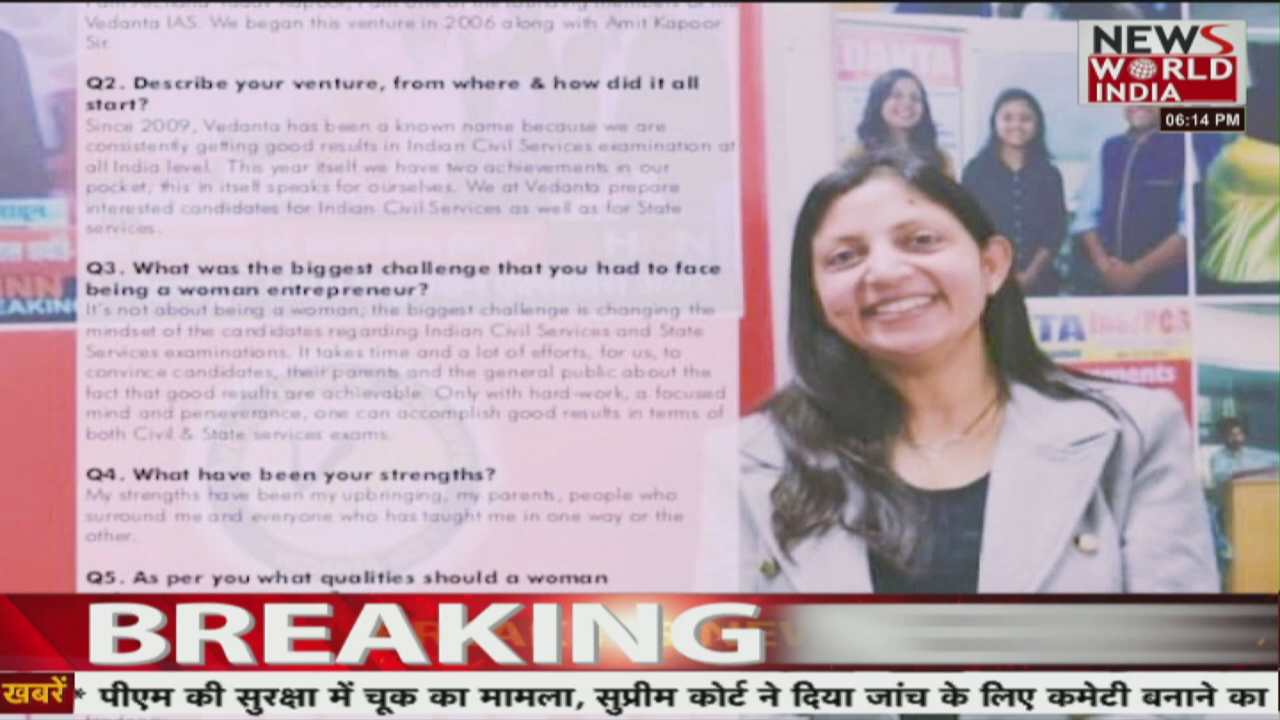 Vedanta IAS. We began this venture in 2006 along with Amit Kapoor
Sir.
Q2. Describe your venture, from where & how did it all
start?
Since 2009, Vedanta has been a known name because we are
consistently getting good results in Indian Civil Services examination at
all India level. This year itself we have two achievements in our
pocket; this in itself speaks for ourselves. We at Vedanta prepare
interested candidates for Indian Civil Services as well as for State
services.
Q3. What was the biggest challenge that you had to face
being a woman entrepreneur?
It's not about being a woman; the biggest challenge is changing the
mindset of the candidates regarding Indian Civil Services and State
Services examinations. It takes time and a lot of efforts, for us, to
convince candidates, their parents and the general public about the
fact that good results are achievable. Only with hard-work, a focused
mind and perseverance, one can accomplish good results in terms of
both Civil & State services exams.
Q4. What have been your strengths?
My strengths have been my upbringing, my parents, people who
surround me and everyone who has taught me in one way or the
other.
Q5. As per you what qualities should a woman
NEWS
WORLD
INDIA
06:14 PM
BREAKING
खबरें
* पीएम की सुरक्षा में चूक का मामला, सुप्रीम कोर्ट ने दिया जांच के लिए कमेटी बनाने का